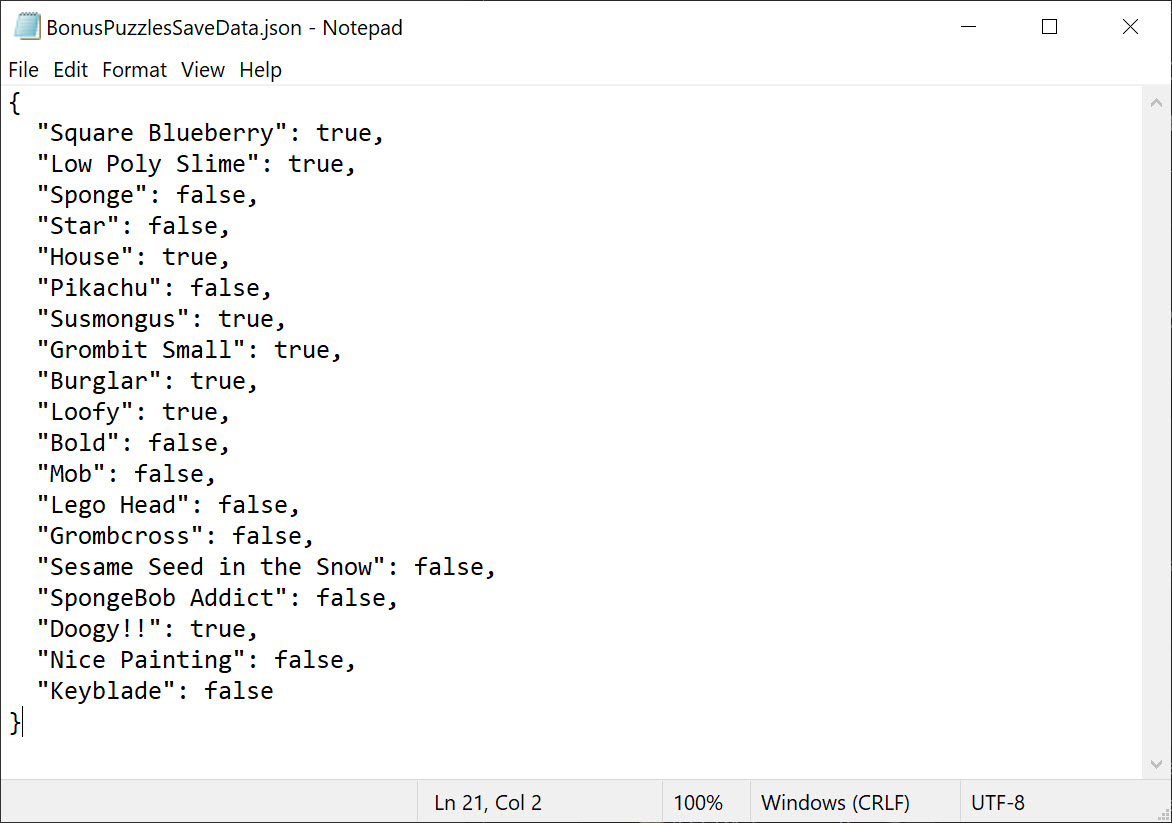 BonusPuzzlesSaveData.json - Notepad
File Edit Format View Help
{
  "Square Blueberry": true,
  "Low Poly Slime": true,
  "Sponge": false,
  "Star": false,
  "House": true,
  "Pikachu": false,
  "Susmongus": true,
  "Grombit Small": true,
  "Burglar": true,
  "Loofy": true,
  "Bold": false,
  "Mob": false,
  "Lego Head": false,
  "Grombcross": false,
  "Sesame Seed in the Snow": false,
  "SpongeBob Addict": false,
  "Doogy!!": true,
  "Nice Painting": false,
  "Keyblade": false
}
Ln 21, Col 2 100% Windows (CRLF) UTF-8